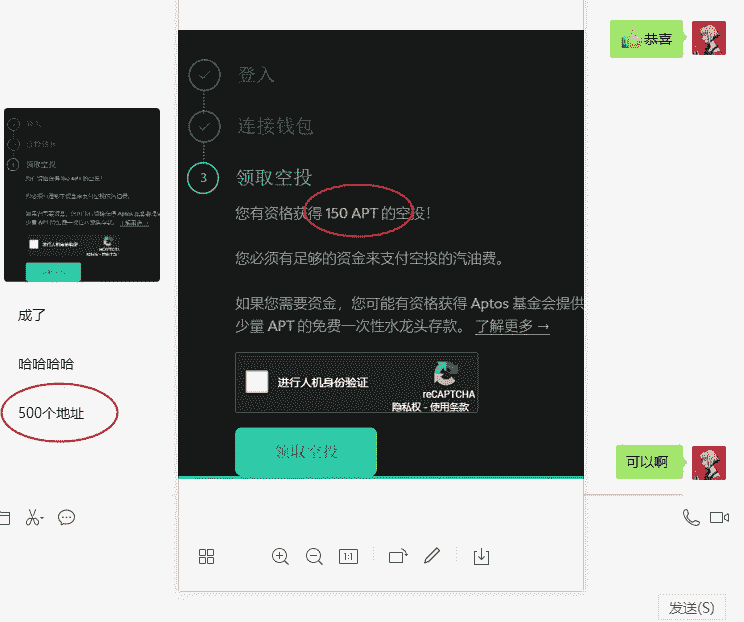 恭喜
登入
连接钱包
3
领取空投
您有资格获得 150 APT 的空投！
您必须有足够的资金来支付空投的汽油费。
如果您需要资金，您可能有资格获得 Aptos 基金会提供
少量 APT 的免费一次性水龙头存款。 了解更多 →
进行人机身份验证
reCAPTCHA
隐私权 - 使用条款
领取空投
成了
哈哈哈哈
500个地址
可以啊
1:1
发送(S)